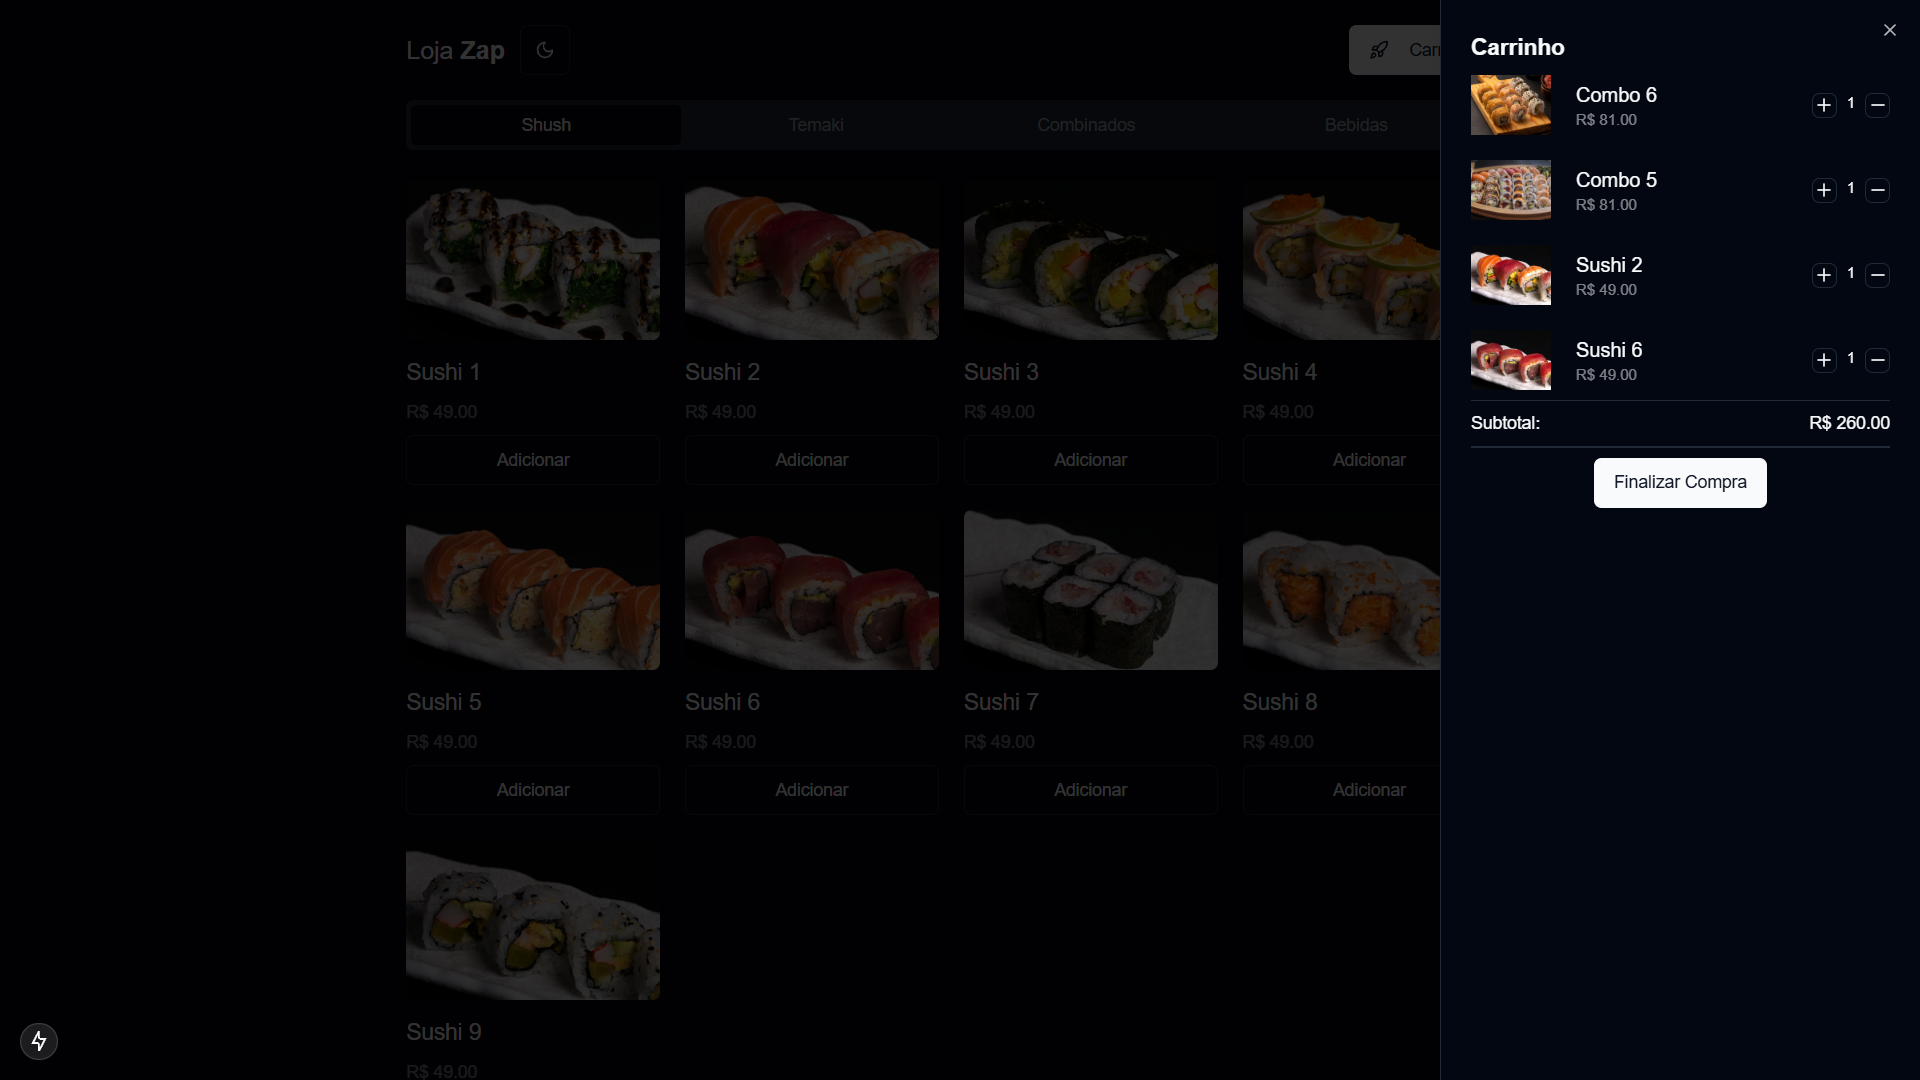 Loja Zap
Carr
Shush
Temaki
Combinados
Bebidas
Sushi 1
Sushi 2
Sushi 3
Sushi 4
R$ 49.00
R$ 49.00
R$ 49.00
R$ 49.00
Adicionar
Adicionar
Adicionar
Adicionar
Sushi 5
Sushi 6
Sushi 7
Sushi 8
R$ 49.00
R$ 49.00
R$ 49.00
R$ 49.00
Adicionar
Adicionar
Adicionar
Adicionar
Sushi 9
R$ 49.00
Carrinho
Combo 6
R$ 81.00
1
Combo 5
R$ 81.00
1
Sushi 2
R$ 49.00
1
Sushi 6
R$ 49.00
1
Subtotal:
R$ 260.00
Finalizar Compra